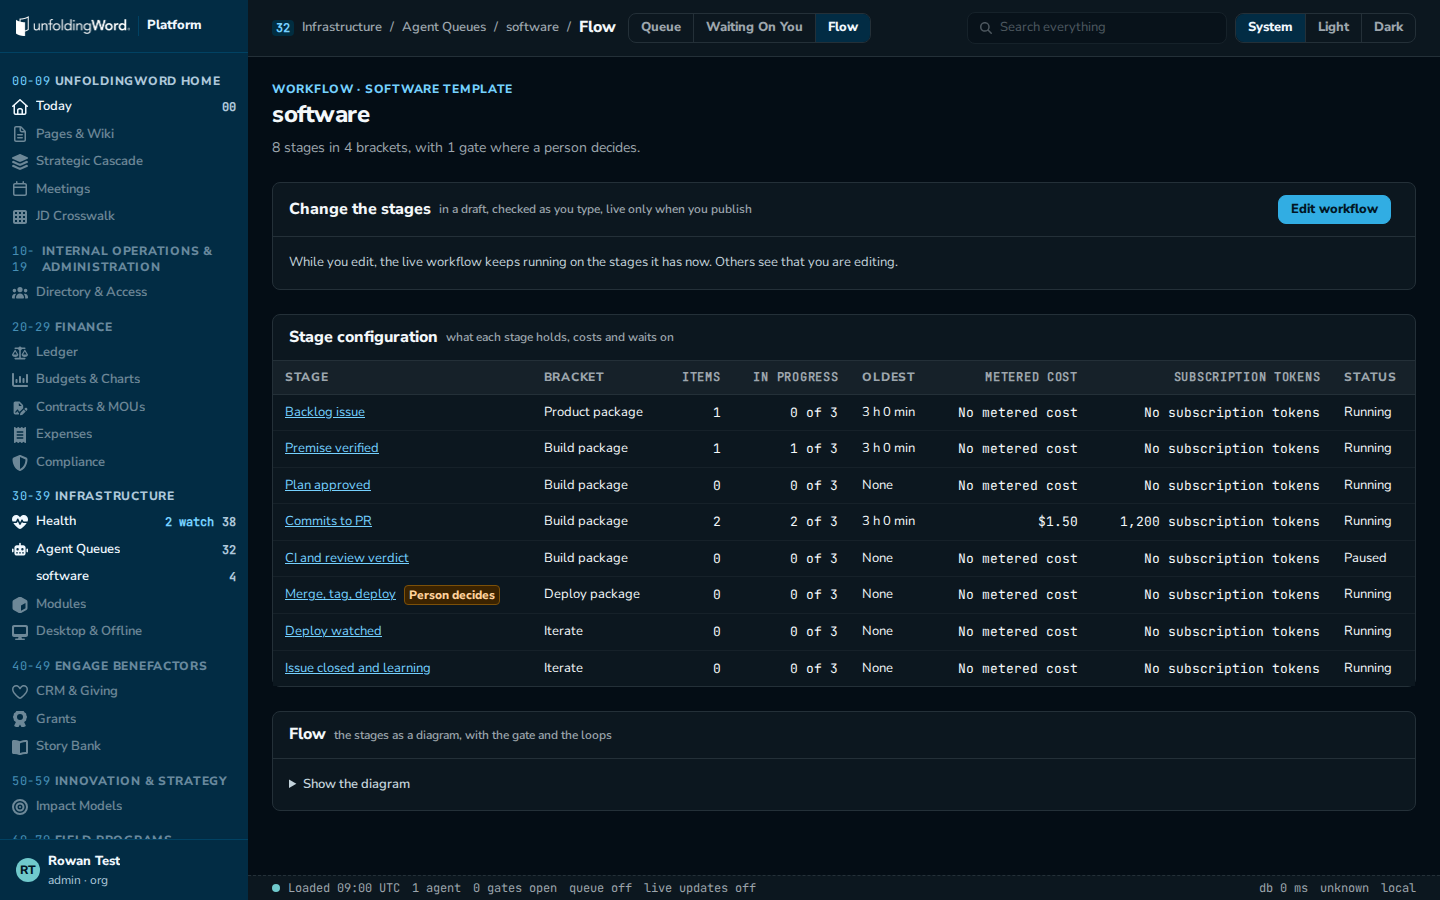 unfoldingWord. Platform
00-09 UNFOLDINGWORD HOME
Today 00
Pages & Wiki
Strategic Cascade
Meetings
JD Crosswalk
10-19 INTERNAL OPERATIONS & ADMINISTRATION
Directory & Access
20-29 FINANCE
Ledger
Budgets & Charts
Contracts & MOUs
Expenses
Compliance
30-39 INFRASTRUCTURE
Health 2 watch 38
Agent Queues 32
software 4
Modules
Desktop & Offline
40-49 ENGAGE BENEFACTORS
CRM & Giving
Grants
Story Bank
50-59 INNOVATION & STRATEGY
Impact Models
RT Rowan Test
admin · org
32 Infrastructure / Agent Queues / software / Flow Queue Waiting On You Flow Search everything System Light Dark
WORKFLOW · SOFTWARE TEMPLATE
software
8 stages in 4 brackets, with 1 gate where a person decides.
Change the stages in a draft, checked as you type, live only when you publish Edit workflow
While you edit, the live workflow keeps running on the stages it has now. Others see that you are editing.
Stage configuration what each stage holds, costs and waits on
STAGE BRACKET ITEMS IN PROGRESS OLDEST METERED COST SUBSCRIPTION TOKENS STATUS
Backlog issue Product package 1 0 of 3 3 h 0 min No metered cost No subscription tokens Running
Premise verified Build package 1 1 of 3 3 h 0 min No metered cost No subscription tokens Running
Plan approved Build package 0 0 of 3 None No metered cost No subscription tokens Running
Commits to PR Build package 2 2 of 3 3 h 0 min $1.50 1,200 subscription tokens Running
CI and review verdict Build package 0 0 of 3 None No metered cost No subscription tokens Paused
Merge, tag, deploy Person decides Deploy package 0 0 of 3 None No metered cost No subscription tokens Running
Deploy watched Iterate 0 0 of 3 None No metered cost No subscription tokens Running
Issue closed and learning Iterate 0 0 of 3 None No metered cost No subscription tokens Running
Flow the stages as a diagram, with the gate and the loops
Show the diagram
Loaded 09:00 UTC 1 agent 0 gates open queue off live updates off db 0 ms unknown local